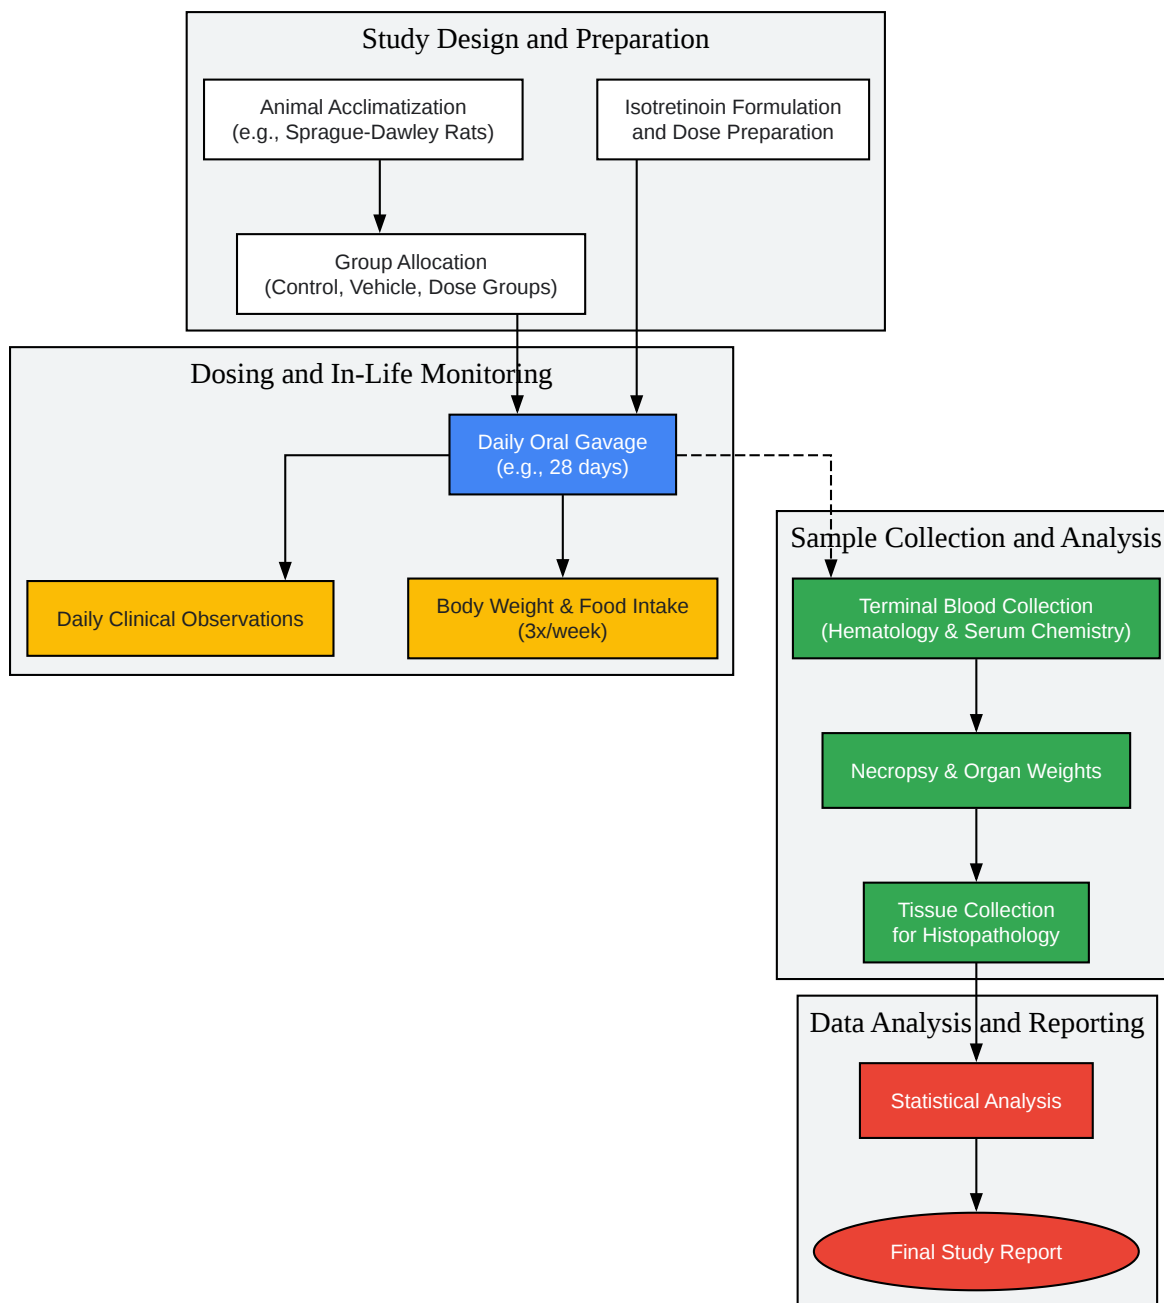 Study Design and Preparation
Animal Acclimatization
(e.g., Sprague-Dawley Rats)
Isotretinoin Formulation
and Dose Preparation
Group Allocation
(Control, Vehicle, Dose Groups)
Dosing and In-Life Monitoring
Daily Oral Gavage
(e.g., 28 days)
Daily Clinical Observations
Body Weight & Food Intake
(3x/week)
Sample Collection and Analysis
Terminal Blood Collection
(Hematology & Serum Chemistry)
Necropsy & Organ Weights
Tissue Collection
for Histopathology
Data Analysis and Reporting
Statistical Analysis
Final Study Report